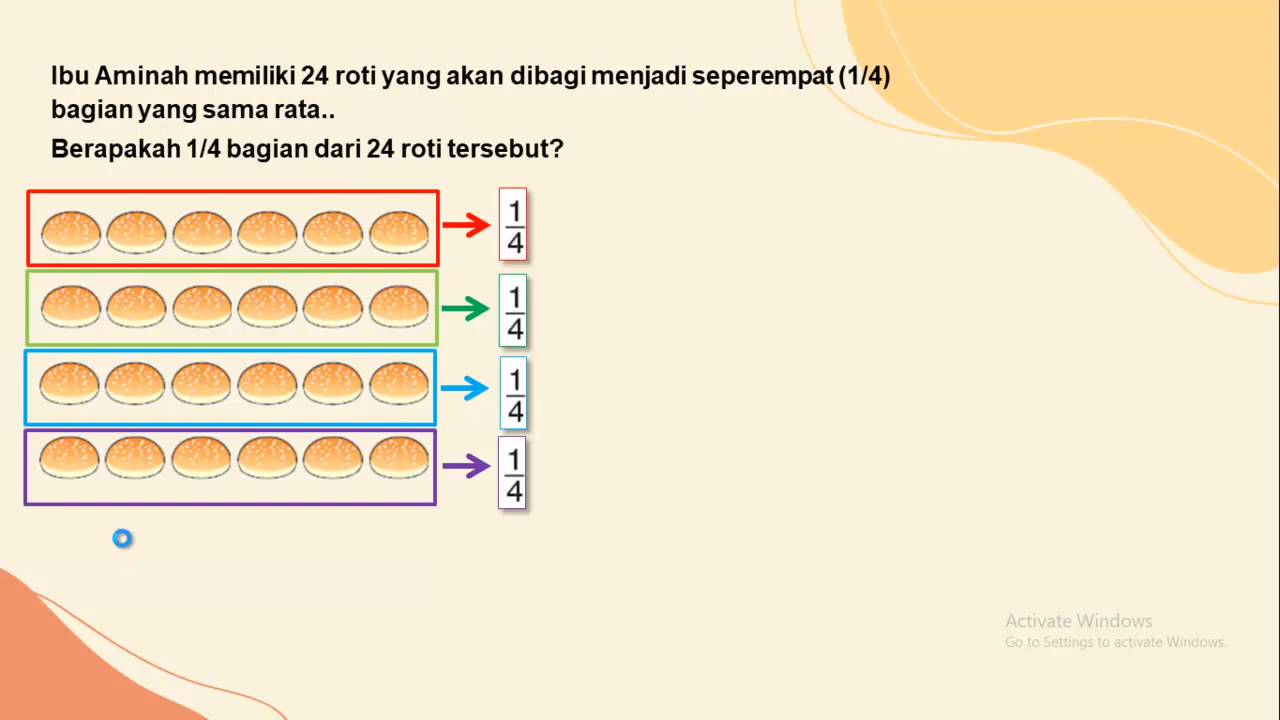 Ibu Aminah memiliki 24 roti yang akan dibagi menjadi seperempat (1/4)
bagian yang sama rata..
Berapakah 1/4 bagian dari 24 roti tersebut?
1
4
1
4
1
4
1
4
Activate Windows
Go to Settings to activate Windows.